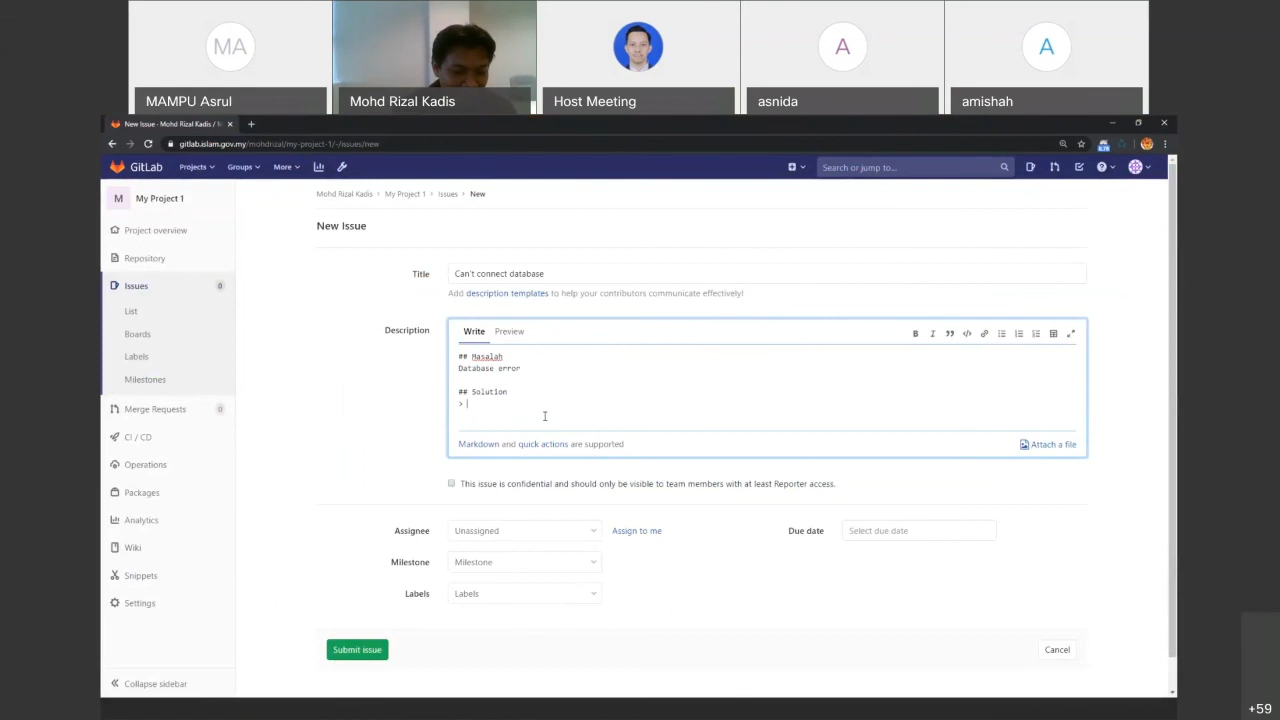 MA
MAMPU Asrul
Mohd Rizal Kadis
Host Meeting
A
asnida
A
amishah
New Issue · Mohd Rizal Kadis /
gitlab.islam.gov.my/mohdrizal/my-project-1/-/issues/new
GitLab
Projects
Groups
More
Search or jump to...
M
My Project 1
Project overview
Repository
Issues
0
List
Boards
Labels
Milestones
Merge Requests
0
CI / CD
Operations
Packages
Analytics
Wiki
Snippets
Settings
Collapse sidebar
Mohd Rizal Kadis > My Project 1 > Issues > New
New Issue
Title
Can't connect database
Add description templates to help your contributors communicate effectively!
Description
Write
Preview
## Masalah
Database error
## Solution
>
Markdown and quick actions are supported
Attach a file
This issue is confidential and should only be visible to team members with at least Reporter access.
Assignee
Unassigned
Assign to me
Due date
Select due date
Milestone
Milestone
Labels
Labels
Submit issue
Cancel
+59